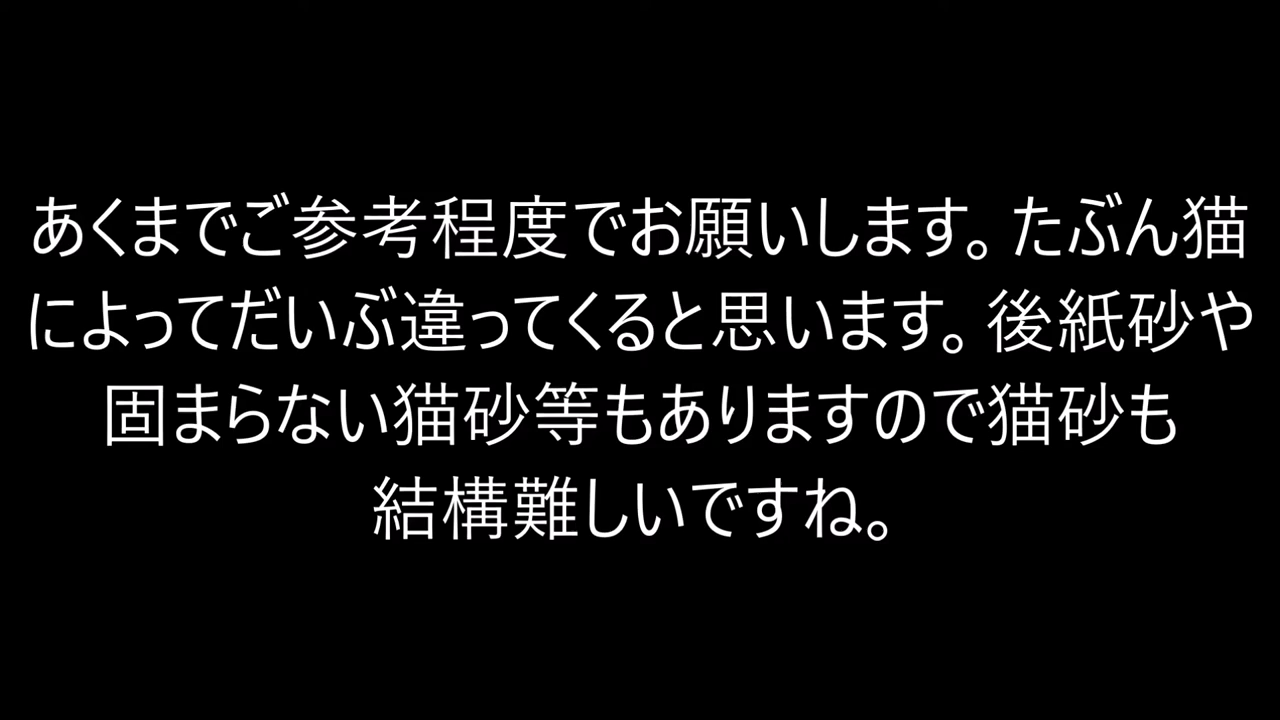 あくまでご参考程度でお願いします。たぶん猫
によってだいぶ違ってくると思います。後紙砂や
固まらない猫砂等もありますので猫砂も
結構難しいですね。